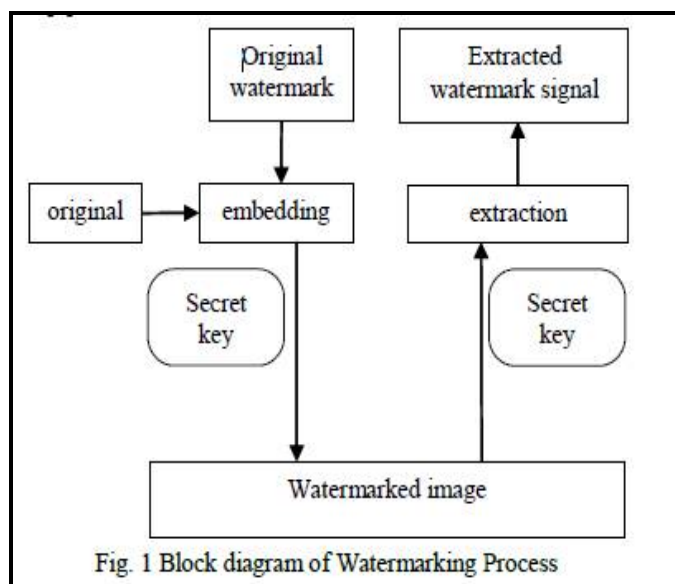 Original
watermark
Extracted
watermark signal
original
embedding
extraction
Secret
key
Secret
key
Watermarked image
Fig. 1 Block diagram of Watermarking Process